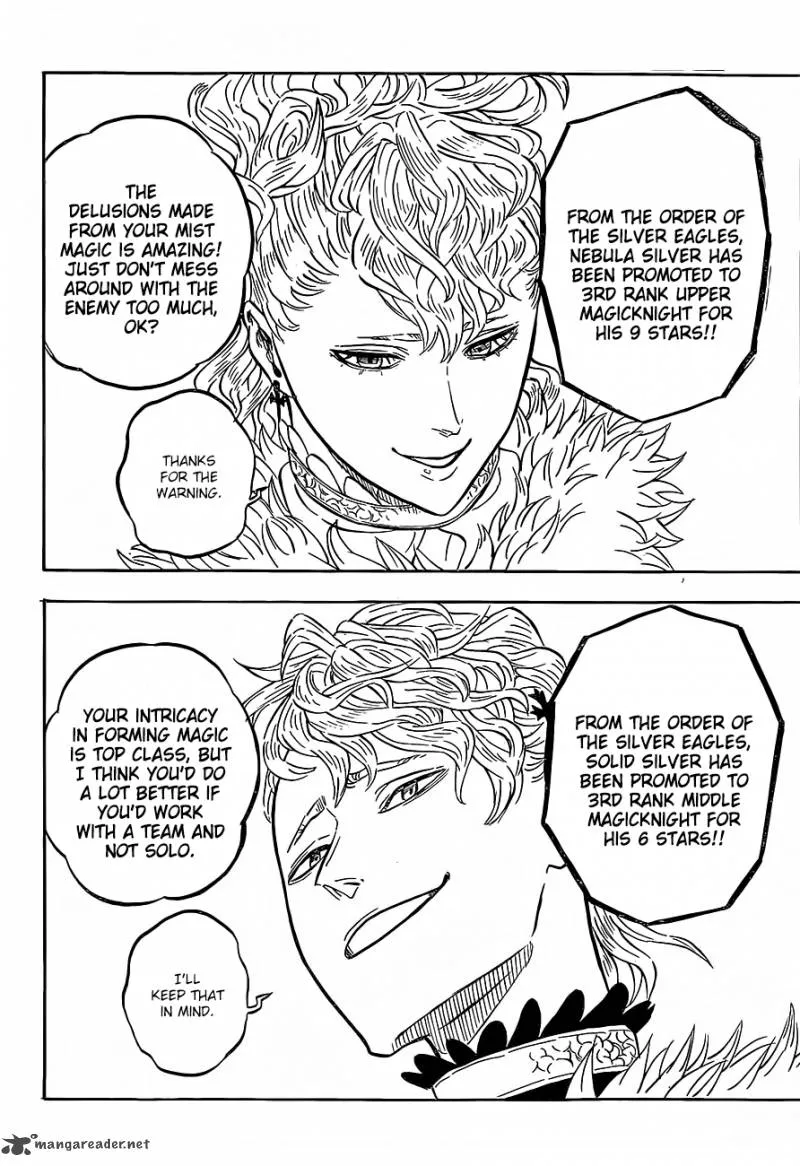 FROM THE ORDER OF
THE SILVER EAGLES,
NEBULA SILVER HAS
BEEN PROMOTED TO
3RD RANK UPPER
MAGICKNIGHT FOR
HIS 9 STARS!!
THE
DELUSIONS MADE
FROM YOUR MIST
MAGIC IS AMAZING!
JUST DON'T MESS
AROUND WITH THE
ENEMY TOO MUCH,
OK?
THANKS
FOR THE
WARNING.
FROM THE ORDER OF
THE SILVER EAGLES,
SOLID SILVER HAS
BEEN PROMOTED TO
3RD RANK MIDDLE
MAGICKNIGHT FOR
HIS 6 STARS!!
YOUR INTRICACY
IN FORMING MAGIC
IS TOP CLASS, BUT
I THINK YOU'D DO
A LOT BETTER IF
YOU'D WORK
WITH A TEAM AND
NOT SOLO.
I'LL
KEEP THAT
IN MIND.
mangareader.net